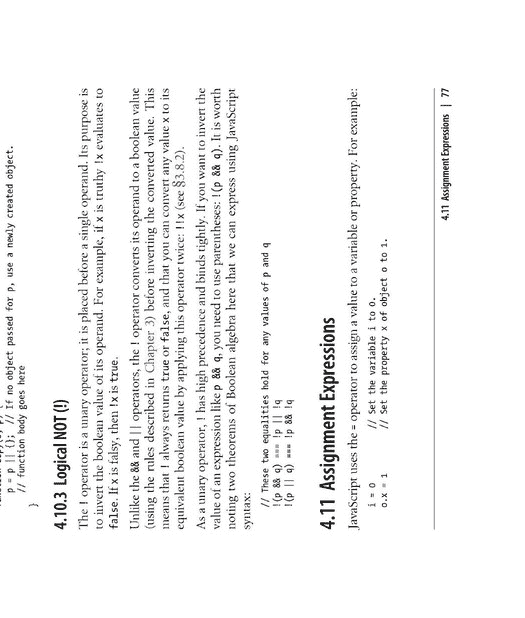 p = p || {}; // If no object passed for p, use a newly created object.
// function body goes here
}
4.10.3 Logical NOT (!)
The ! operator is a unary operator; it is placed before a single operand. Its purpose is
to invert the boolean value of its operand. For example, if x is truthy !x evaluates to
false. If x is falsy, then !x is true.
Unlike the && and || operators, the ! operator converts its operand to a boolean value
(using the rules described in Chapter 3) before inverting the converted value. This
means that ! always returns true or false, and that you can convert any value x to its
equivalent boolean value by applying this operator twice: !!x (see §3.8.2).
As a unary operator, ! has high precedence and binds tightly. If you want to invert the
value of an expression like p && q, you need to use parentheses: !(p && q). It is worth
noting two theorems of Boolean algebra here that we can express using JavaScript
syntax:
// These two equalities hold for any values of p and q
!(p && q) === !p || !q
!(p || q) === !p && !q
4.11 Assignment Expressions
JavaScript uses the = operator to assign a value to a variable or property. For example:
i = 0 // Set the variable i to 0.
o.x = 1 // Set the property x of object o to 1.
4.11 Assignment Expressions | 77